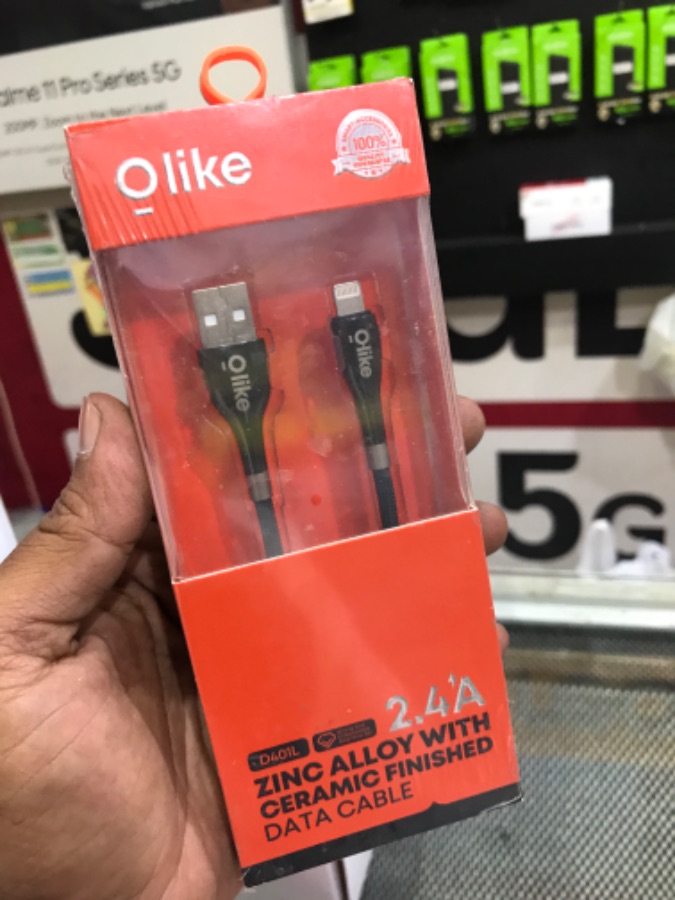 realme 11 Pro Series 5G
Olike
100%
Olike
Olike
5G
2.4'A
D401L
ZINC ALLOY WITH
CERAMIC FINISHED
DATA CABLE